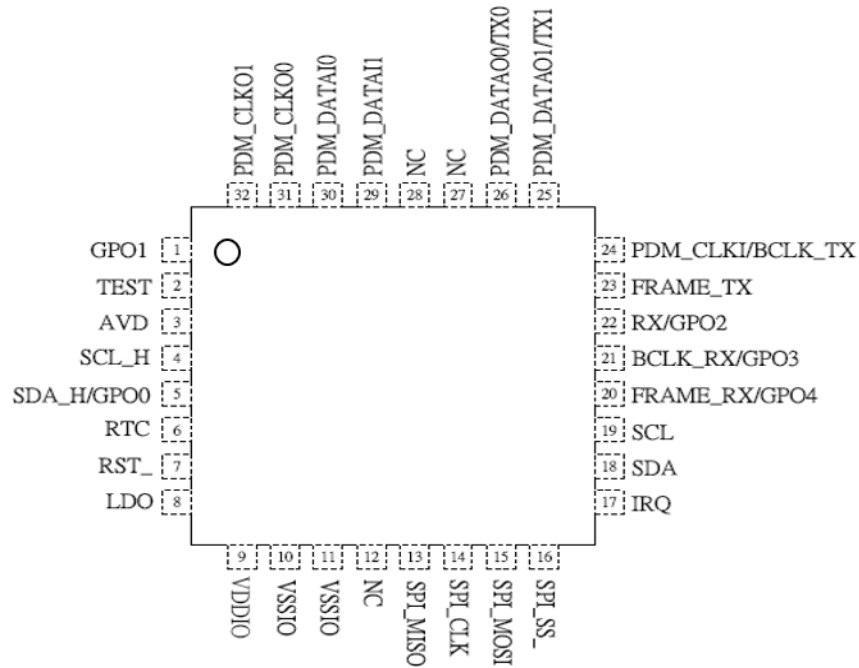 PDM_CLKO1
PDM_CLKO0
PDM_DATAI0
PDM_DATAI1
NC
NC
PDM_DATAO0/TX0
PDM_DATAO1/TX1
32 31 30 29 28 27 26 25
GPO1 1
TEST 2
AVD 3
SCL_H 4
SDA_H/GPO0 5
RTC 6
RST_ 7
LDO 8
24 PDM_CLKI/BCLK_TX
23 FRAME_TX
22 RX/GPO2
21 BCLK_RX/GPO3
20 FRAME_RX/GPO4
19 SCL
18 SDA
17 IRQ
9 10 11 12 13 14 15 16
VDDIO
VSSIO
VSSIO
NC
SPI_MISO
SPI_CLK
SPI_MOSI
SPI_SS_